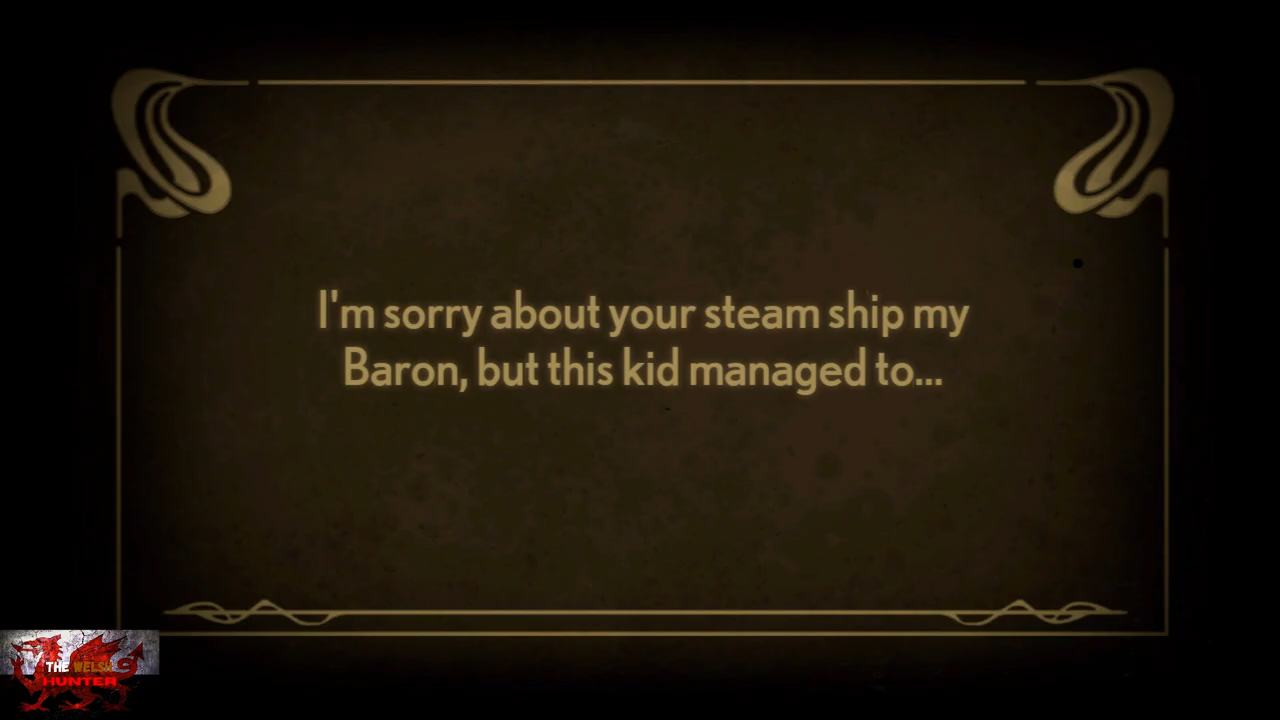 I'm sorry about your steam ship my
Baron, but this kid managed to...
THE WELSH
HUNTER